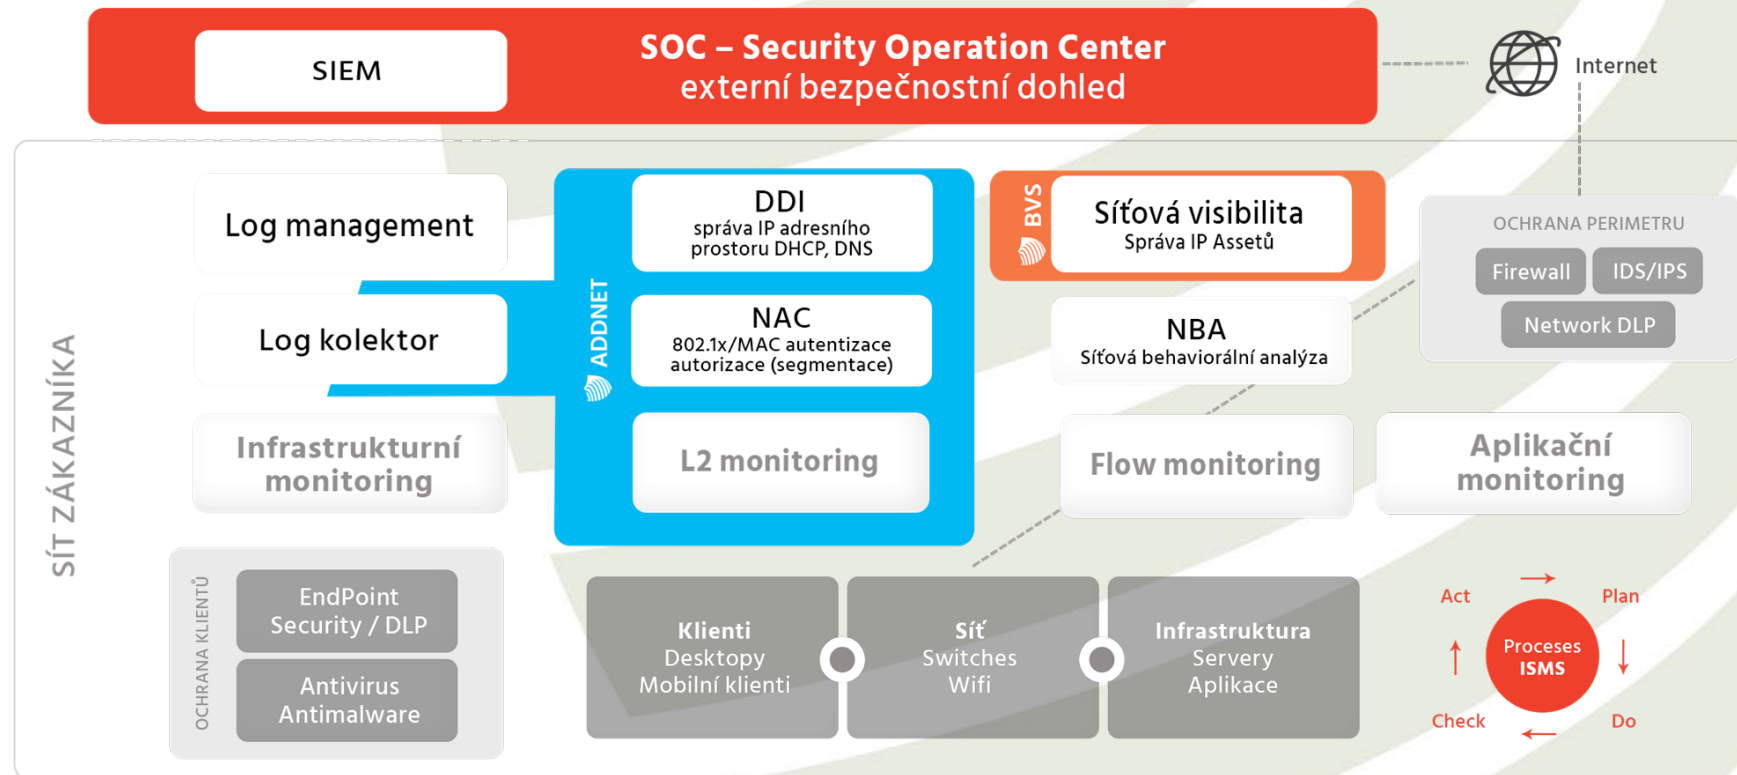 SIEM
SOC – Security Operation Center
externí bezpečnostní dohled
Internet
SÍT ZÁKAZNÍKA
Log management
Log kolektor
Infrastrukturní
monitoring
ADDNET
DDI
správa IP adresního
prostoru DHCP, DNS
NAC
802.1x/MAC autentizace
autorizace (segmentace)
L2 monitoring
BVS
Síťová visibilita
Správa IP Assetů
NBA
Síťová behaviorální analýza
Flow monitoring
Aplikační
monitoring
OCHRANA PERIMETRU
Firewall
IDS/IPS
Network DLP
OCHRANA KLIENTŮ
EndPoint
Security / DLP
Antivirus
Antimalware
Klienti
Desktopy
Mobilní klienti
Síť
Switches
Wifi
Infrastruktura
Servery
Aplikace
Act
Plan
Proceses
ISMS
Check
Do